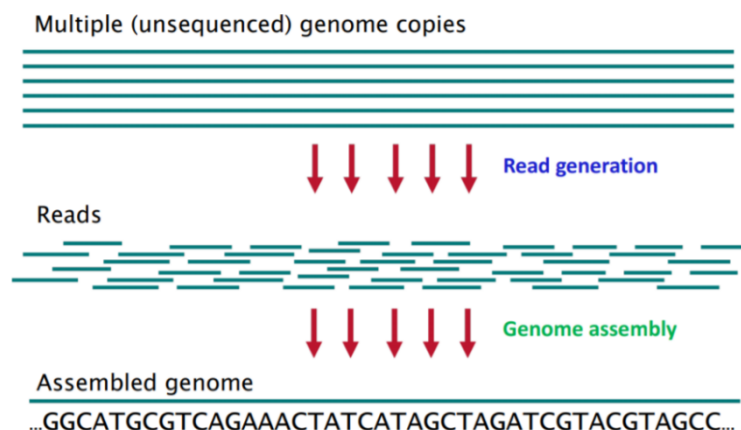 Multiple (unsequenced) genome copies
Read generation
Reads
Genome assembly
Assembled genome
...GGCATGCGTCAGAAACTATCATAGCTAGATCGTACGTAGCC...